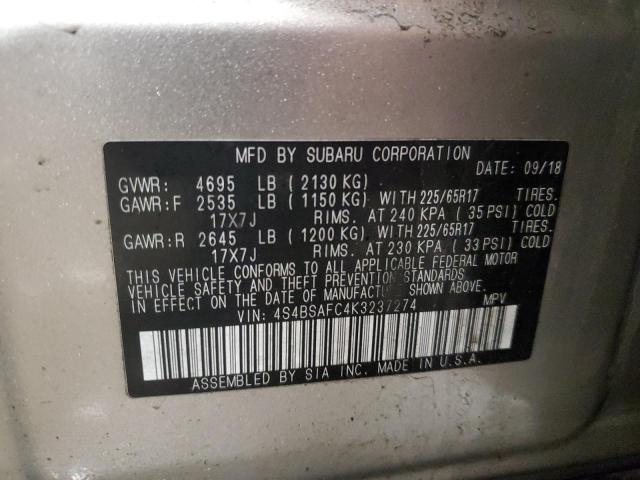 MFD BY SUBARU CORPORATION
DATE: 09/18
GVWR: 4695 LB (2130 KG)
GAWR:F 2535 LB (1150 KG) WITH 225/65R17 TIRES.
17X7J RIMS. AT 240 KPA (35 PSI) COLD
GAWR:R 2645 LB (1200 KG) WITH 225/65R17 TIRES.
17X7J RIMS. AT 230 KPA (33 PSI) COLD
THIS VEHICLE CONFORMS TO ALL APPLICABLE FEDERAL MOTOR
VEHICLE SAFETY AND THEFT PREVENTION STANDARDS
IN EFFECT ON THE DATE OF MANUFACTURE SHOWN ABOVE.
VIN: 4S4BSAFC4K3237274 MPV
ASSEMBLED BY SIA INC. MADE IN U.S.A.